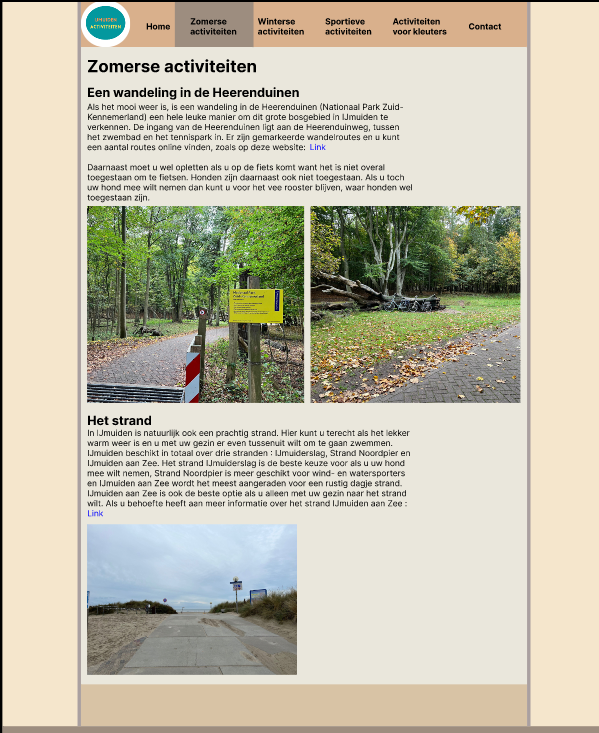 IJMUIDEN
ACTIVITEITEN
Home
Zomerse
activiteiten
Winterse
activiteiten
Sportieve
activiteiten
Activiteiten
voor kleuters
Contact
Zomerse activiteiten
Een wandeling in de Heerenduinen
Als het mooi weer is, is een wandeling in de Heerenduinen (Nationaal Park Zuid-
Kennemerland) een hele leuke manier om dit grote bosgebied in IJmuiden te
verkennen. De ingang van de Heerenduinen ligt aan de Heerenduinweg, tussen
het zwembad en het tennispark in. Er zijn gemarkeerde wandelroutes en u kunt
een aantal routes online vinden, zoals op deze website: Link
Daarnaast moet u wel opletten als u op de fiets komt want het is niet overal
toegestaan om te fietsen. Honden zijn daarnaast ook niet toegestaan. Als u toch
uw hond mee wilt nemen dan kunt u voor het vee rooster blijven, waar honden wel
toegestaan zijn.
Het strand
In IJmuiden is natuurlijk ook een prachtig strand. Hier kunt u terecht als het lekker
warm weer is en u met uw gezin er even tussenuit wilt om te gaan zwemmen.
IJmuiden beschikt in totaal over drie stranden : IJmuiderslag, Strand Noordpier en
IJmuiden aan Zee. Het strand IJmuiderslag is de beste keuze voor als u uw hond
mee wilt nemen, Strand Noordpier is meer geschikt voor wind- en watersporters
en IJmuiden aan Zee wordt het meest aangeraden voor een rustig dagje strand.
IJmuiden aan Zee is ook de beste optie als u alleen met uw gezin naar het strand
wilt. Als u behoefte heeft aan meer informatie over het strand IJmuiden aan Zee :
Link